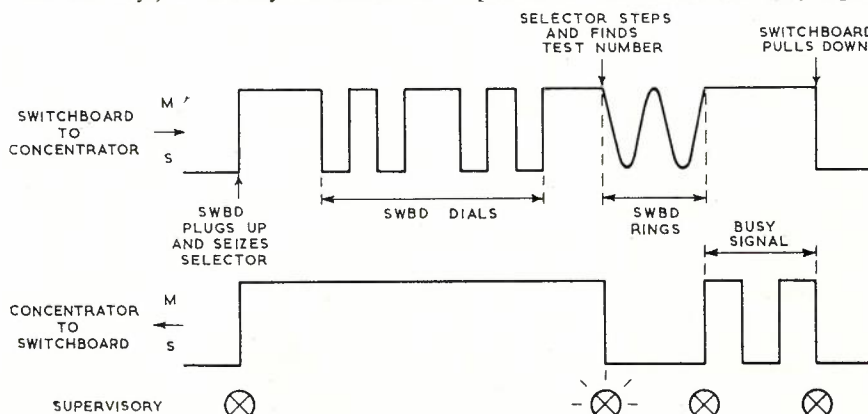 SELECTOR STEPS
AND FINDS
TEST NUMBER
SWITCHBOARD
PULLS DOWN
SWITCHBOARD
TO
CONCENTRATOR
M
S
SWBD
PLUGS UP
AND SEIZES
SELECTOR
SWBD DIALS
SWBD
RINGS
BUSY
SIGNAL
CONCENTRATOR
TO
SWITCHBOARD
M
S
SUPERVISORY